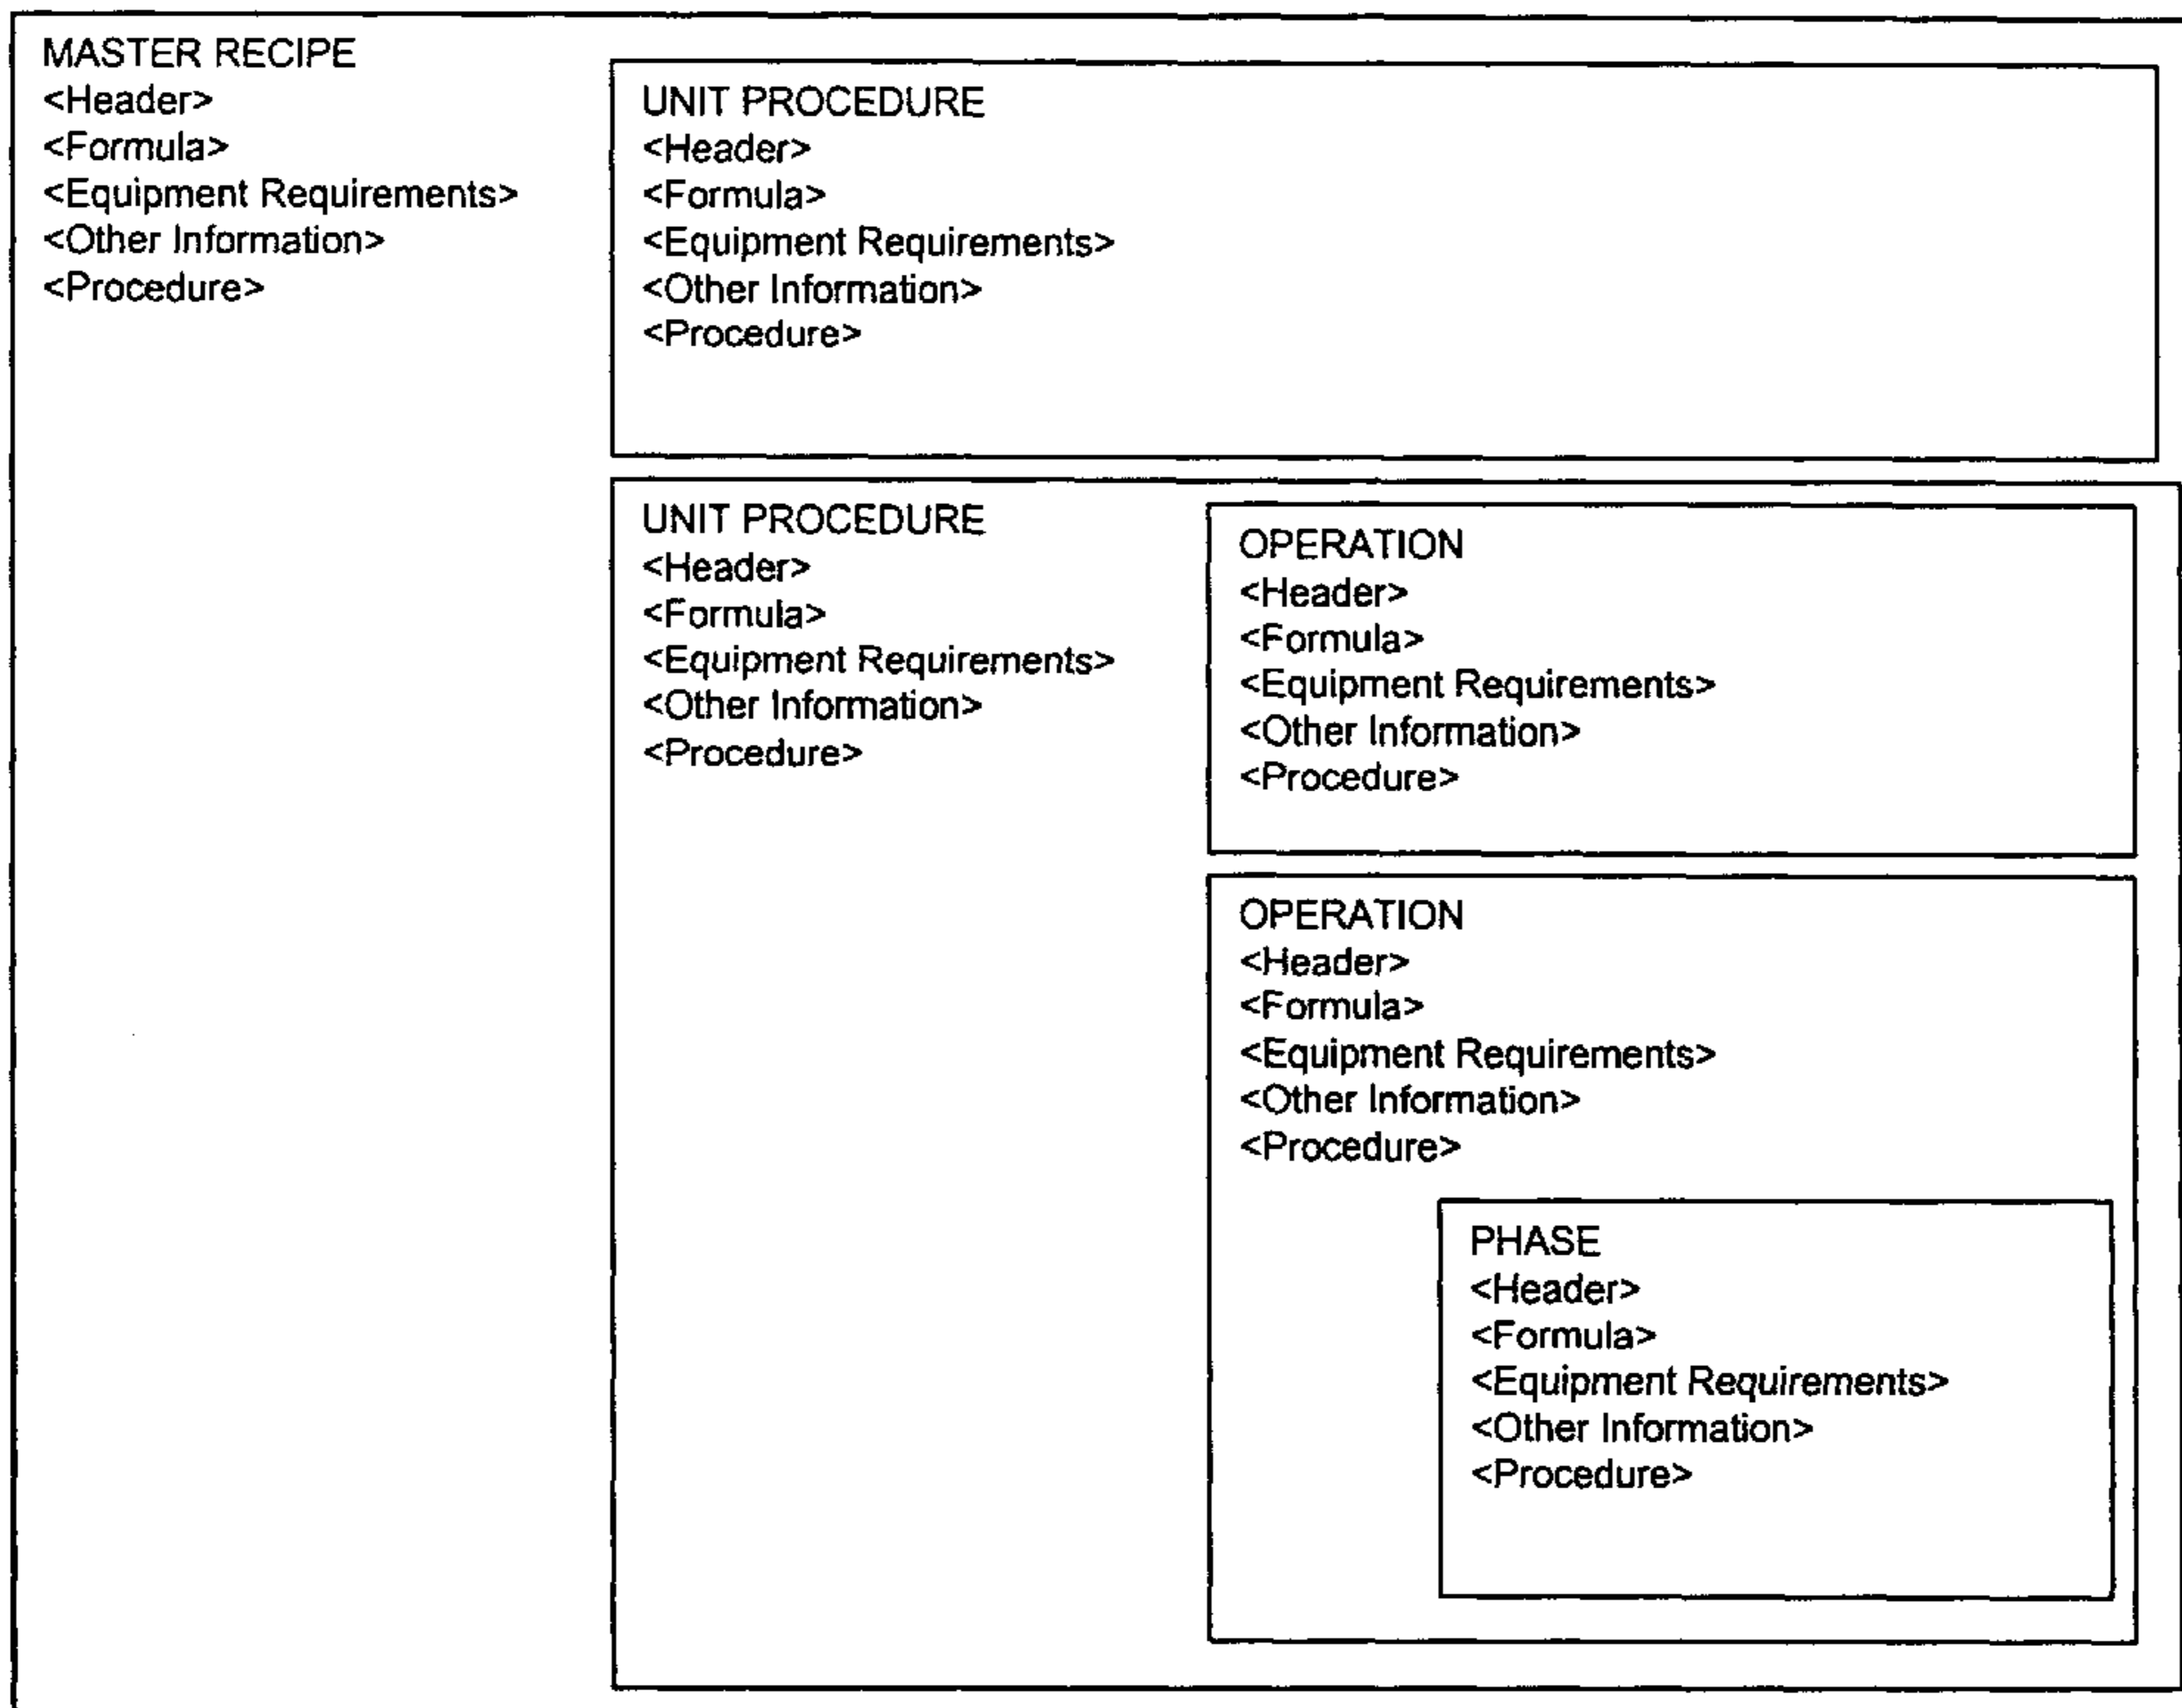 MASTER RECIPE
<Header>
<Formula>
<Equipment Requirements>
<Other Information>
<Procedure>
UNIT PROCEDURE
<Header>
<Formula>
<Equipment Requirements>
<Other Information>
<Procedure>
UNIT PROCEDURE
<Header>
<Formula>
<Equipment Requirements>
<Other Information>
<Procedure>
OPERATION
<Header>
<Formula>
<Equipment Requirements>
<Other Information>
<Procedure>
OPERATION
<Header>
<Formula>
<Equipment Requirements>
<Other Information>
<Procedure>
PHASE
<Header>
<Formula>
<Equipment Requirements>
<Other Information>
<Procedure>